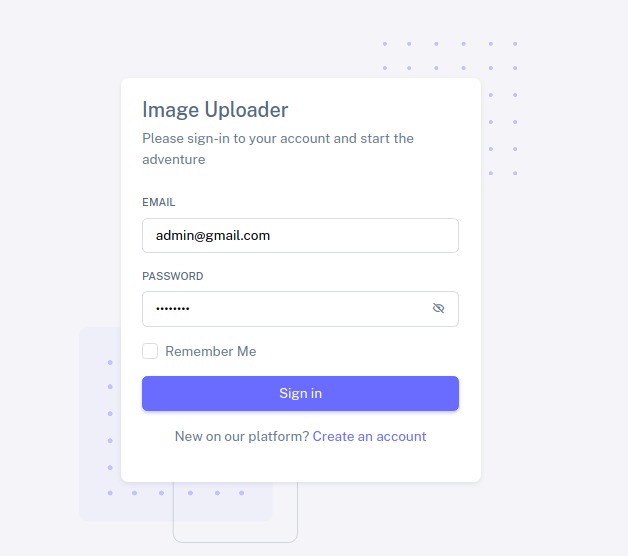 Image Uploader
Please sign-in to your account and start the
adventure
EMAIL
admin@gmail.com
PASSWORD
••••••••
Remember Me
Sign in
New on our platform? Create an account